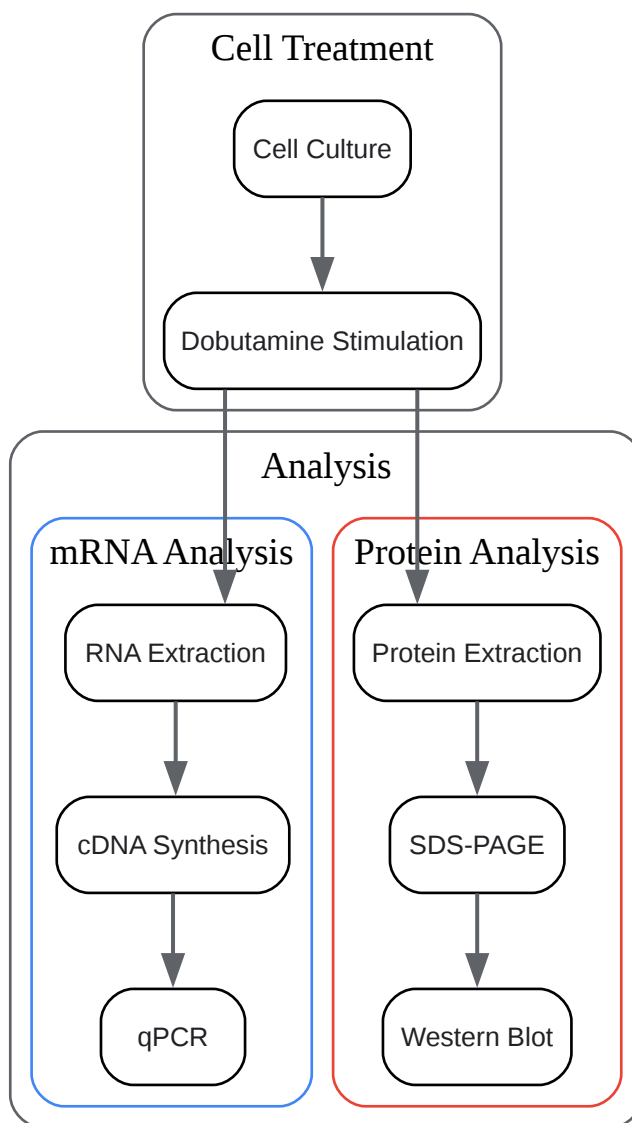 Cell Treatment
Cell Culture
Dobutamine Stimulation
Analysis
mRNA Analysis
RNA Extraction
cDNA Synthesis
qPCR
Protein Analysis
Protein Extraction
SDS-PAGE
Western Blot